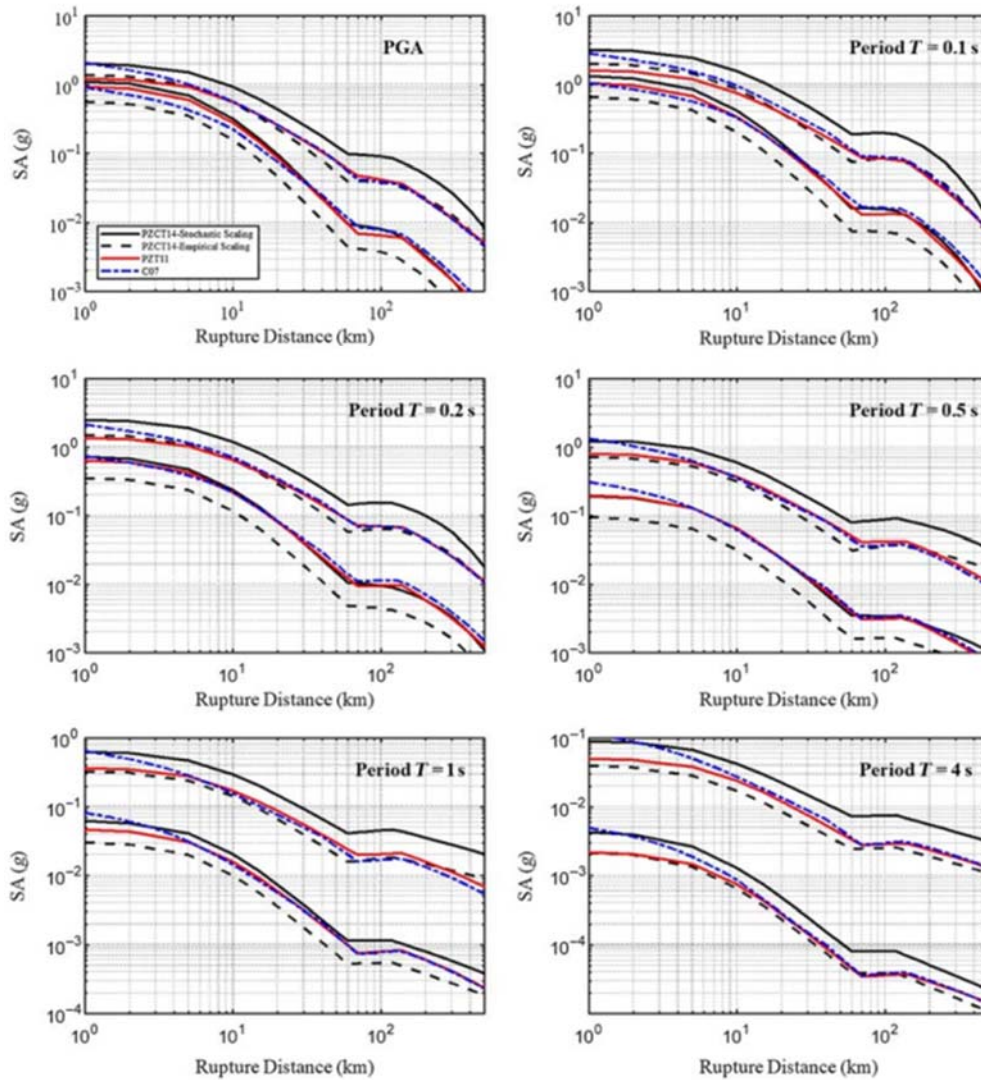 PGA
SA (g)
10^1
10^0
10^-1
10^-2
10^-3
PZCT14-Stochastic Scaling
PZCT14-Empirical Scaling
PZT11
C07
10^0
10^1
10^2
Rupture Distance (km)
Period T = 0.1 s
SA (g)
10^1
10^0
10^-1
10^-2
10^-3
10^0
10^1
10^2
Rupture Distance (km)
Period T = 0.2 s
SA (g)
10^1
10^0
10^-1
10^-2
10^-3
10^0
10^1
10^2
Rupture Distance (km)
Period T = 0.5 s
SA (g)
10^1
10^0
10^-1
10^-2
10^-3
10^0
10^1
10^2
Rupture Distance (km)
Period T = 1 s
SA (g)
10^0
10^-1
10^-2
10^-3
10^-4
10^0
10^1
10^2
Rupture Distance (km)
Period T = 4 s
SA (g)
10^-1
10^-2
10^-3
10^-4
10^0
10^1
10^2
Rupture Distance (km)